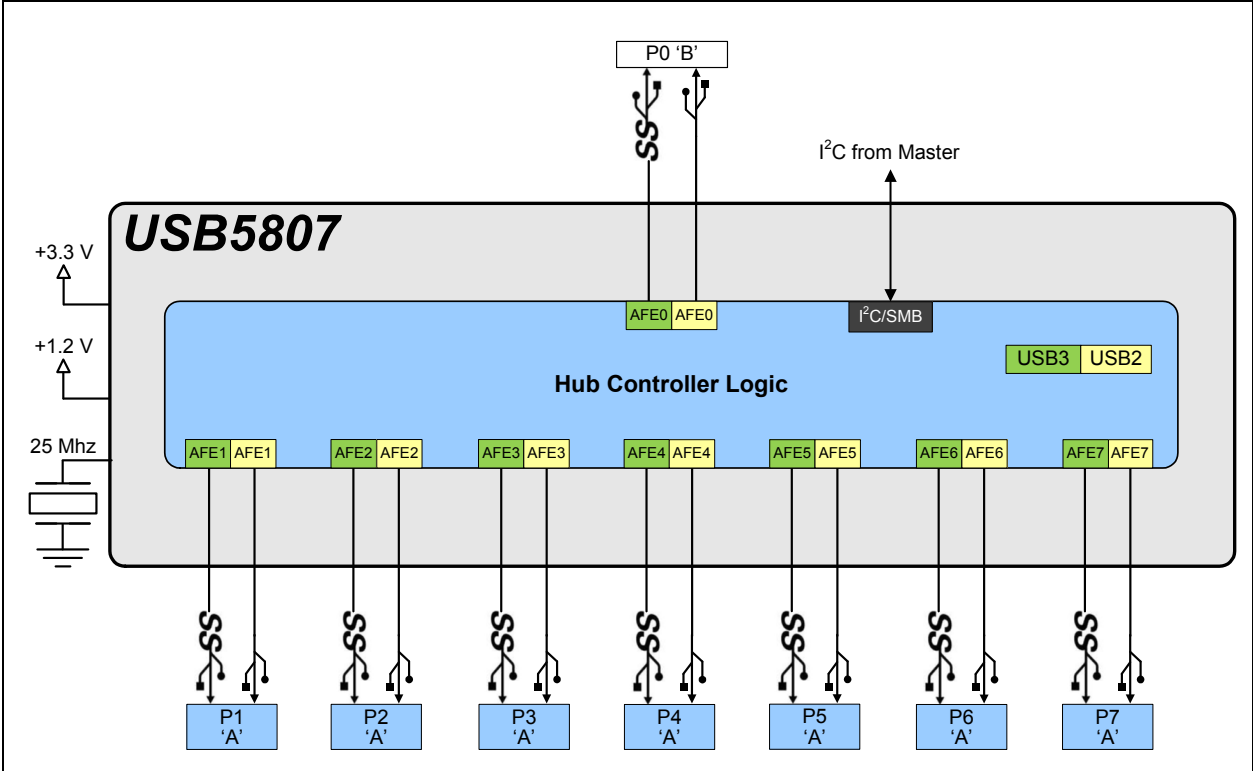 P0 ‘B’
SS
I²C from Master
USB5807
+3.3 V
AFE0 AFE0
I²C/SMB
+1.2 V
USB3 USB2
Hub Controller Logic
25 Mhz
AFE1 AFE1 AFE2 AFE2 AFE3 AFE3 AFE4 AFE4 AFE5 AFE5 AFE6 AFE6 AFE7 AFE7
SS SS SS SS SS SS SS
P1 P2 P3 P4 P5 P6 P7
‘A’ ‘A’ ‘A’ ‘A’ ‘A’ ‘A’ ‘A’